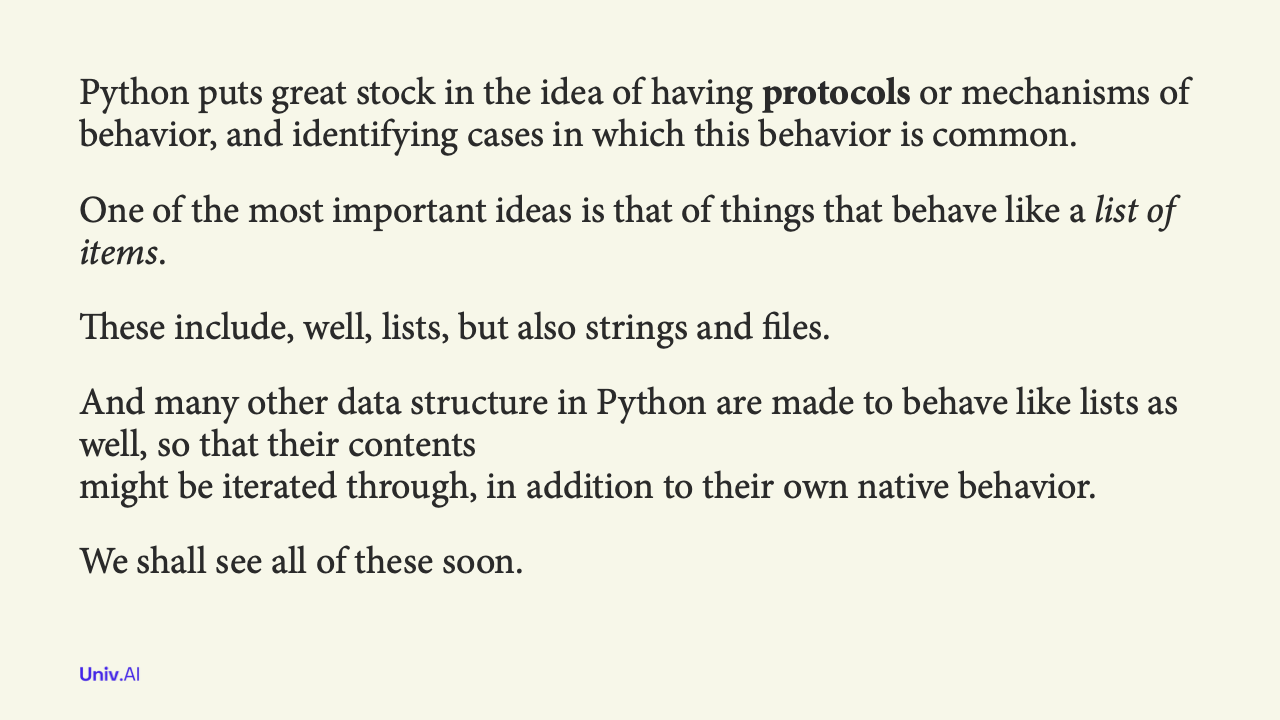 Python puts great stock in the idea of having protocols or mechanisms of
behavior, and identifying cases in which this behavior is common.
One of the most important ideas is that of things that behave like a list of
items.
These include, well, lists, but also strings and files.
And many other data structure in Python are made to behave like lists as
well, so that their contents
might be iterated through, in addition to their own native behavior.
We shall see all of these soon.
Univ.AI